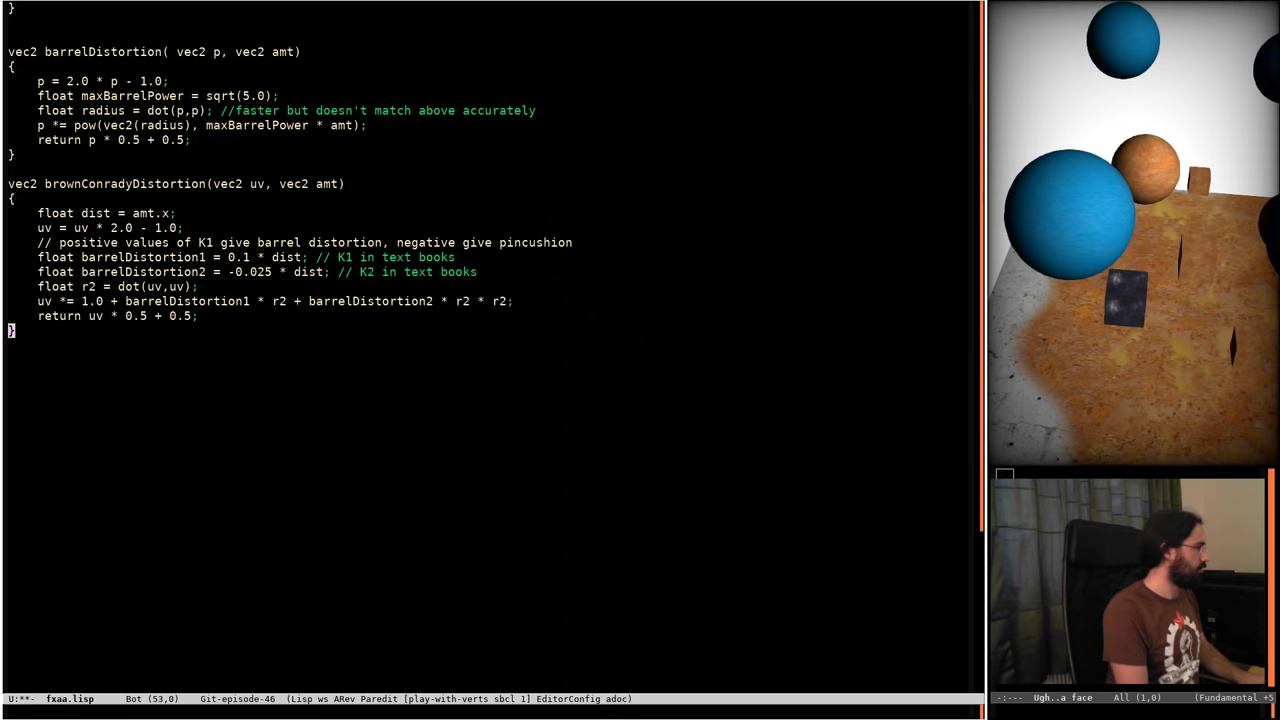 }
vec2 barrelDistortion( vec2 p, vec2 amt)
{
    p = 2.0 * p - 1.0;
    float maxBarrelPower = sqrt(5.0);
    float radius = dot(p,p); //faster but doesn't match above accurately
    p *= pow(vec2(radius), maxBarrelPower * amt);
    return p * 0.5 + 0.5;
}
vec2 brownConradyDistortion(vec2 uv, vec2 amt)
{
    float dist = amt.x;
    uv = uv * 2.0 - 1.0;
    // positive values of K1 give barrel distortion, negative give pincushion
    float barrelDistortion1 = 0.1 * dist; // K1 in text books
    float barrelDistortion2 = -0.025 * dist; // K2 in text books
    float r2 = dot(uv,uv);
    uv *= 1.0 + barrelDistortion1 * r2 + barrelDistortion2 * r2 * r2;
    return uv * 0.5 + 0.5;
}
U:**-  fxaa.lisp      Bot (53,0)    Git-episode-46  (Lisp ws ARev Paredit [play-with-verts sbcl 1] EditorConfig adoc)
-:---  Ugh..a face    All (1,0)     (Fundamental +5